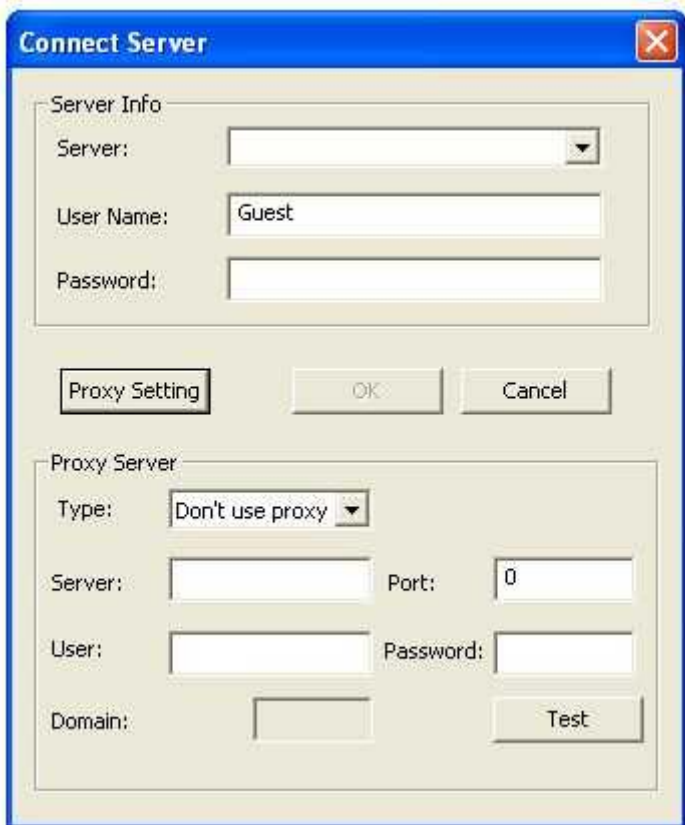 Connect Server
Server Info
Server:
User Name: Guest
Password:
Proxy Setting OK Cancel
Proxy Server
Type: Don't use proxy
Server: Port: 0
User: Password:
Domain: Test